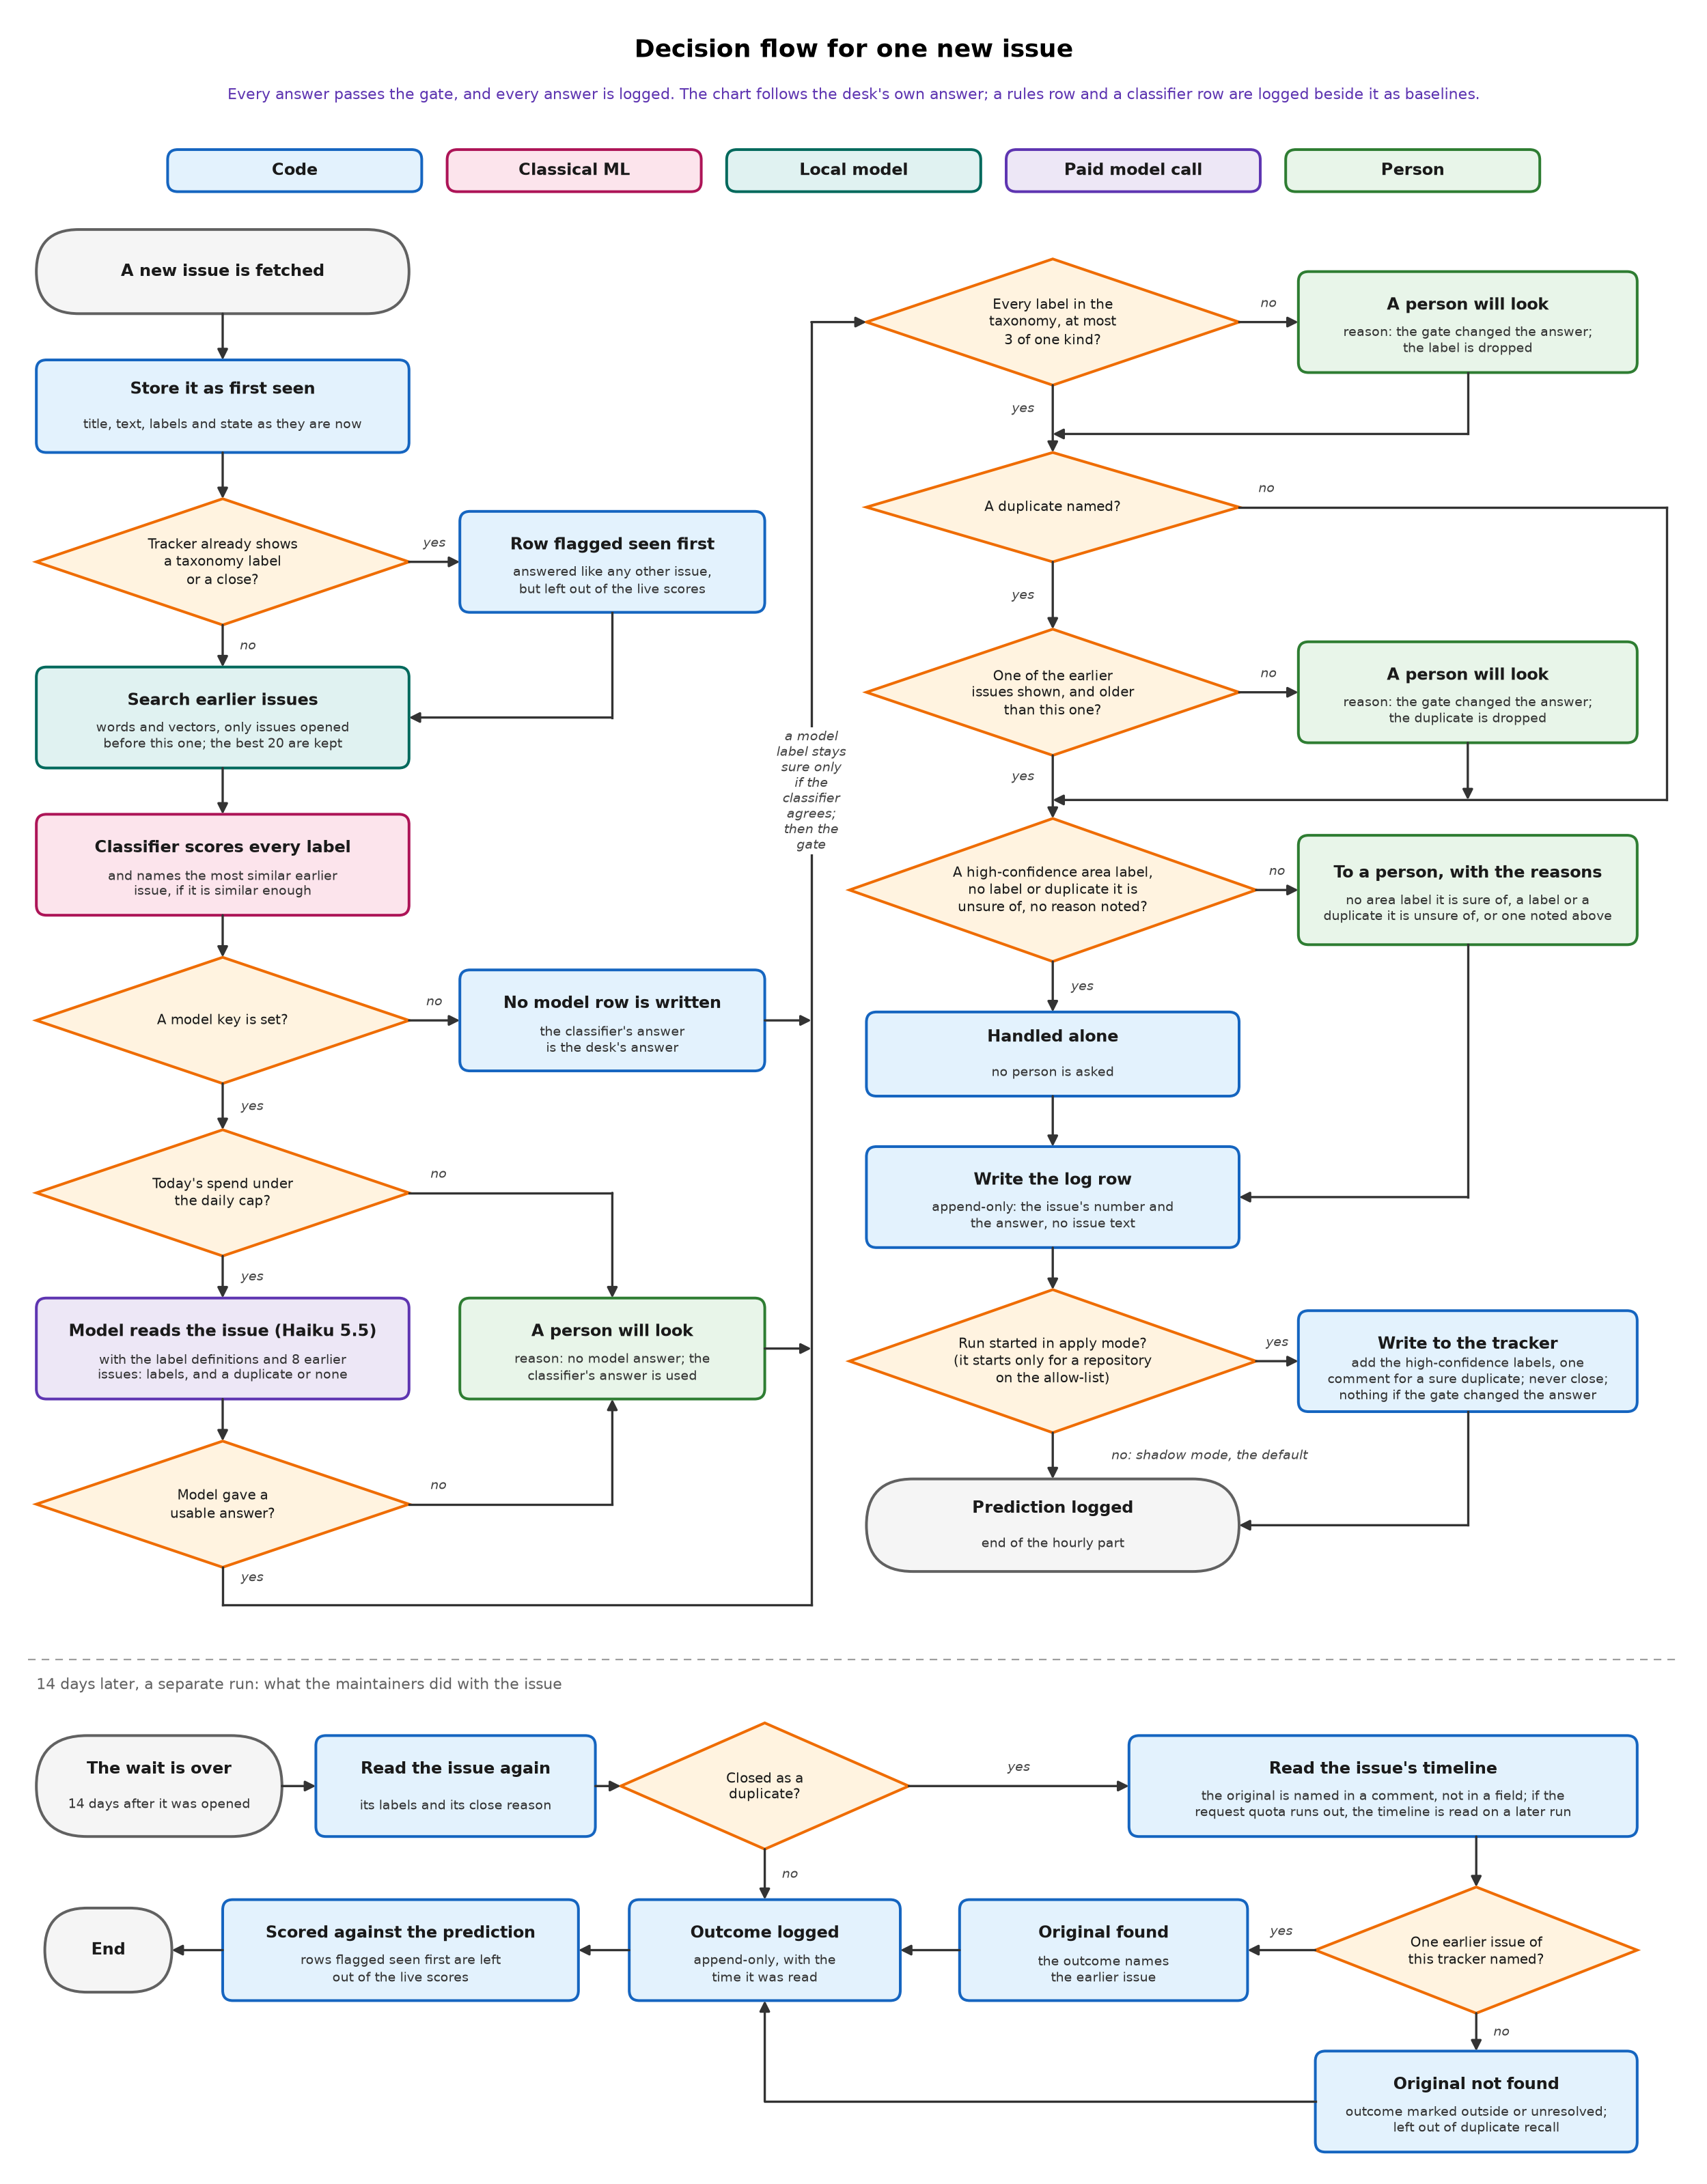 Decision flow for one new issue
Every answer passes the gate, and every answer is logged. The chart follows the desk's own answer; a rules row and a classifier row are logged beside it as baselines.
Code
Classical ML
Local model
Paid model call
Person
A new issue is fetched
Store it as first seen
title, text, labels and state as they are now
Tracker already shows
a taxonomy label
or a close?
yes
Row flagged seen first
answered like any other issue,
but left out of the live scores
no
Search earlier issues
words and vectors, only issues opened
before this one; the best 20 are kept
Classifier scores every label
and names the most similar earlier
issue, if it is similar enough
A model key is set?
no
No model row is written
the classifier's answer
is the desk's answer
yes
Today's spend under
the daily cap?
no
yes
Model reads the issue (Haiku 5.5)
with the label definitions and 8 earlier
issues: labels, and a duplicate or none
A person will look
reason: no model answer; the
classifier's answer is used
Model gave a
usable answer?
no
yes
a model
label stays
sure only
if the
classifier
agrees;
then the
gate
Every label in the
taxonomy, at most
3 of one kind?
no
A person will look
reason: the gate changed the answer;
the label is dropped
yes
A duplicate named?
no
yes
One of the earlier
issues shown, and older
than this one?
no
A person will look
reason: the gate changed the answer;
the duplicate is dropped
yes
A high-confidence area label,
no label or duplicate it is
unsure of, no reason noted?
no
To a person, with the reasons
no area label it is sure of, a label or a
duplicate it is unsure of, or one noted above
yes
Handled alone
no person is asked
Write the log row
append-only: the issue's number and
the answer, no issue text
Run started in apply mode?
(it starts only for a repository
on the allow-list)
yes
Write to the tracker
add the high-confidence labels, one
comment for a sure duplicate; never close;
nothing if the gate changed the answer
no: shadow mode, the default
Prediction logged
end of the hourly part
14 days later, a separate run: what the maintainers did with the issue
The wait is over
14 days after it was opened
Read the issue again
its labels and its close reason
Closed as a
duplicate?
yes
Read the issue's timeline
the original is named in a comment, not in a field; if the
request quota runs out, the timeline is read on a later run
no
End
Scored against the prediction
rows flagged seen first are left
out of the live scores
Outcome logged
append-only, with the
time it was read
Original found
the outcome names
the earlier issue
yes
One earlier issue of
this tracker named?
no
Original not found
outcome marked outside or unresolved;
left out of duplicate recall